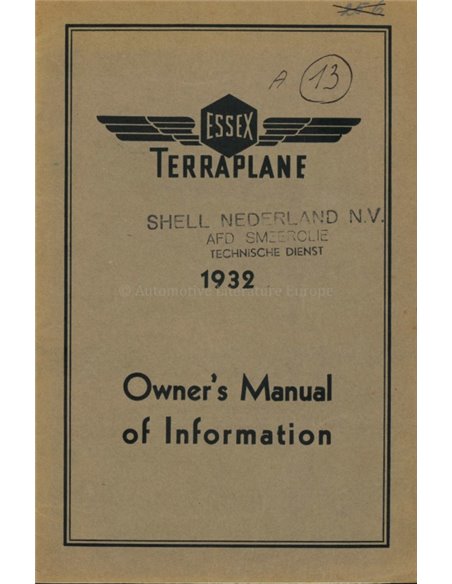 A 13
ESSEX
TERRAPLANE
SHELL NEDERLAND N.V.
AFD SMEEROLIE
TECHNISCHE DIENST
1932
© Automotive Literature Europe
Owner's Manual
of Information